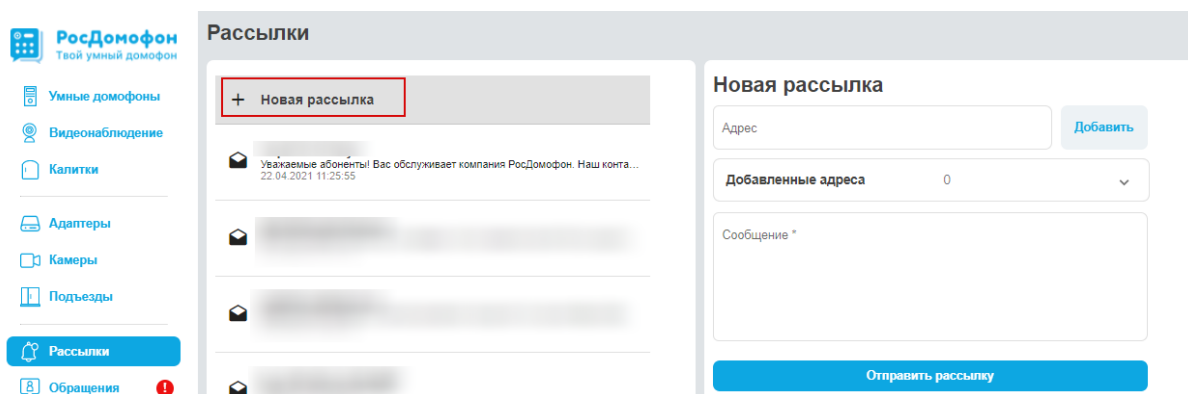 РосДомофон
Твой умный домофон
Умные домофоны
Видеонаблюдение
Калитки
Адаптеры
Камеры
Подъезды
Рассылки
Обращения
Рассылки
+ Новая рассылка
Уважаемые абоненты! Вас обслуживает компания РосДомофон. Наш конта...
22.04.2021 11:25:55
Новая рассылка
Адрес
Добавить
Добавленные адреса 0
Сообщение *
Отправить рассылку